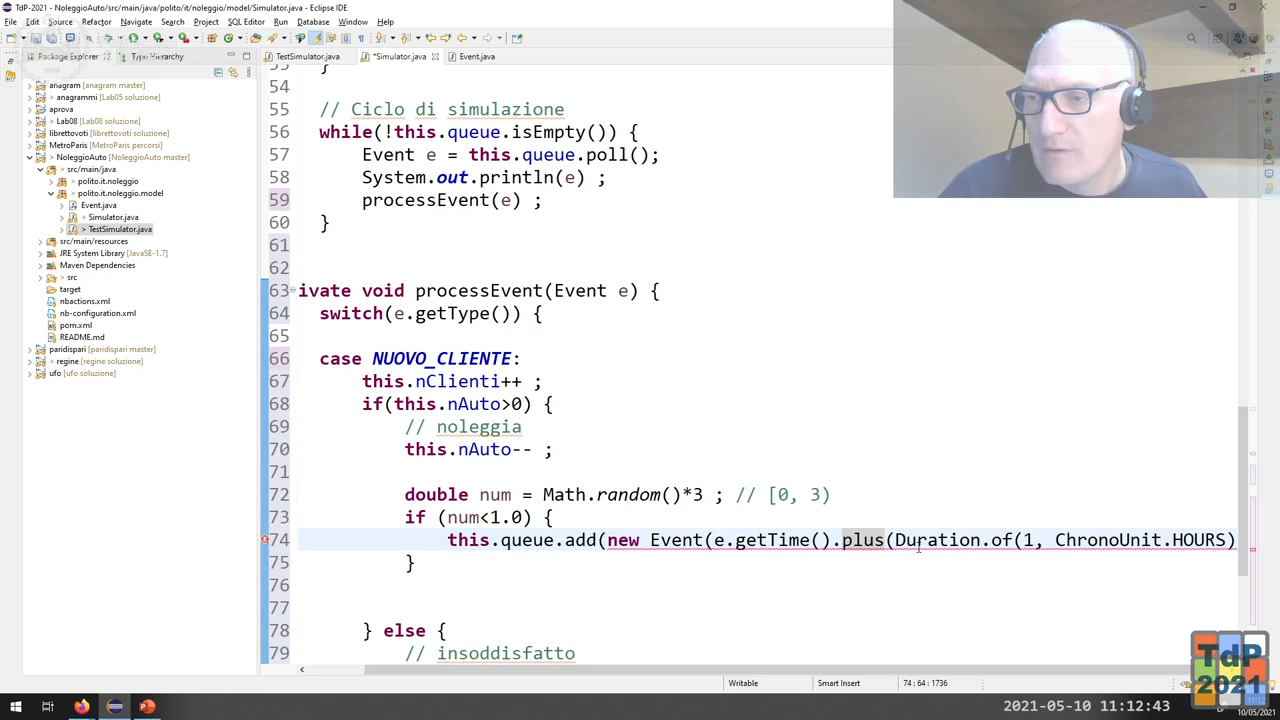 TdP-2021 - NoleggioAuto/src/main/java/polito/it/noleggio/model/Simulator.java - Eclipse IDE
File Edit Source Refactor Navigate Search Project SQL Editor Run Database Window Help
Package Explorer Type Hierarchy
TestSimulator.java *Simulator.java Event.java
anagram [anagram master]
> anagrammi [Lab05 soluzione]
aprova
> Lab08 [Lab08 soluzione]
librettovoti [librettovoti master]
MetroParis [MetroParis percorsi]
> NoleggioAuto [NoleggioAuto master]
> src/main/java
> polito.it.noleggio
> polito.it.noleggio.model
Event.java
> Simulator.java
> TestSimulator.java
src/main/resources
JRE System Library [JavaSE-1.7]
Maven Dependencies
> src
target
nbactions.xml
nb-configuration.xml
pom.xml
README.md
paridispari [paridispari master]
> regine [regine soluzione]
ufo [ufo soluzione]
53 }
54
55 // Ciclo di simulazione
56 while(!this.queue.isEmpty()) {
57 Event e = this.queue.poll();
58 System.out.println(e) ;
59 processEvent(e) ;
60 }
61
62
63 ivate void processEvent(Event e) {
64 switch(e.getType()) {
65
66 case NUOVO_CLIENTE:
67 this.nClienti++ ;
68 if(this.nAuto>0) {
69 // noleggia
70 this.nAuto-- ;
71
72 double num = Math.random()*3 ; // [0, 3)
73 if (num<1.0) {
74 this.queue.add(new Event(e.getTime().plus(Duration.of(1, ChronoUnit.HOURS)
75 }
76
77
78 } else {
79 // insoddisfatto
Writable Smart Insert 74 : 64 : 1736
TdP
2021
2021-05-10 11:12:43
11:12
10/05/2021